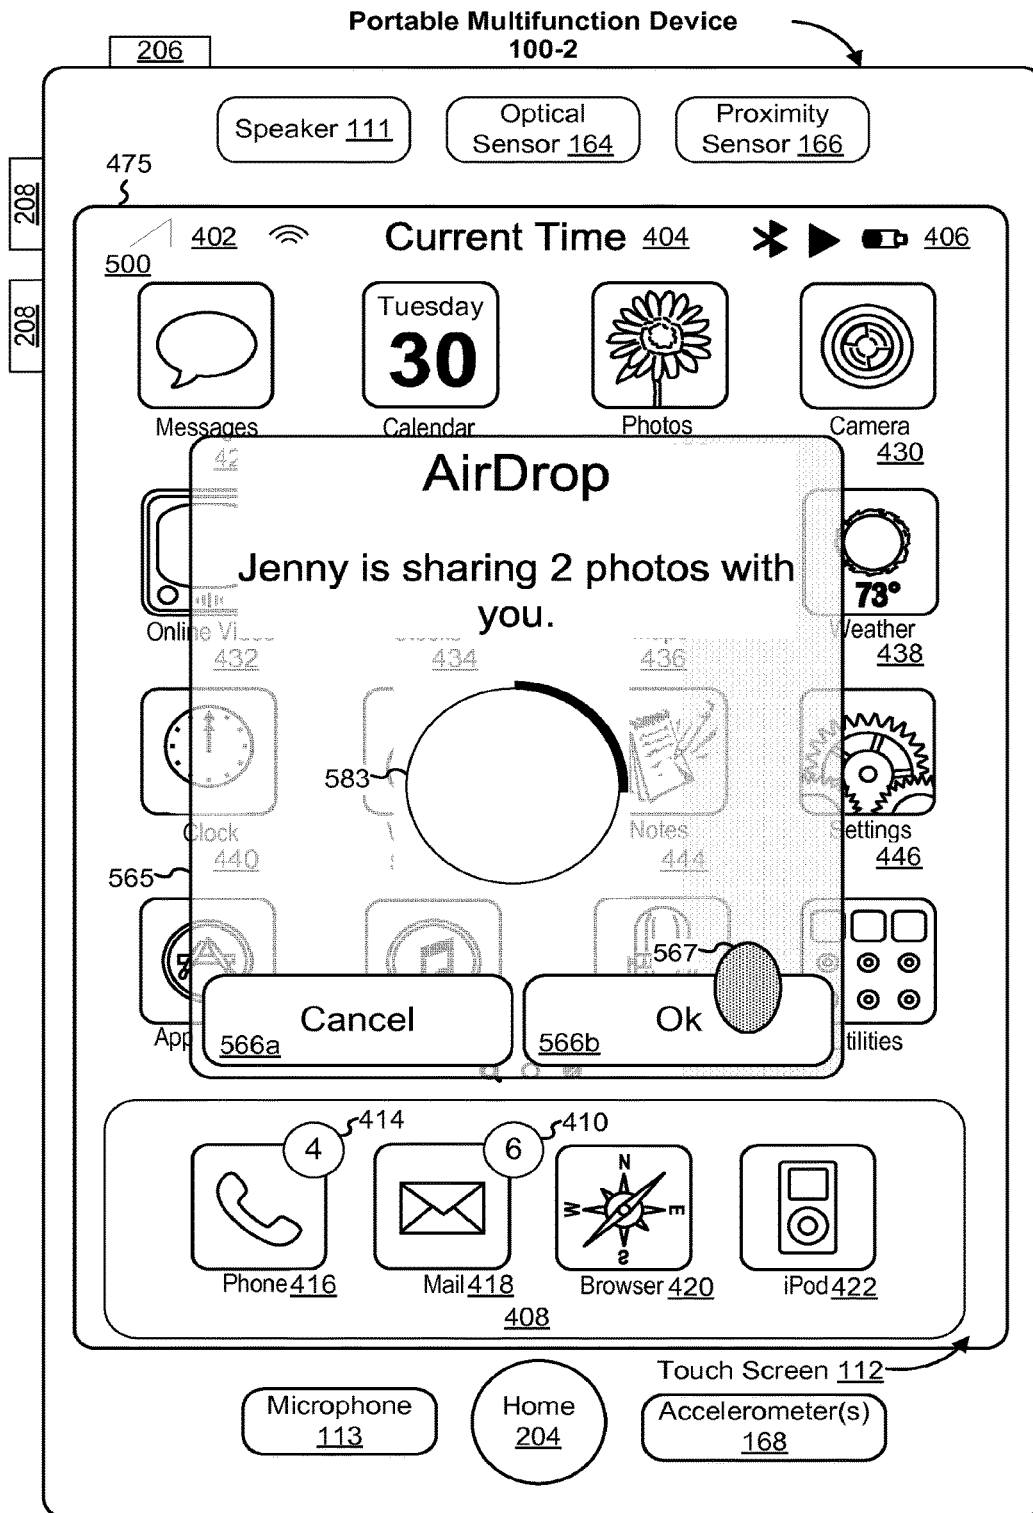 Portable Multifunction Device
100-2
206
Speaker 111
Optical
Sensor 164
Proximity
Sensor 166
475
208
208
402
Current Time 404
406
500
Tuesday
30
Messages
Calendar
Photos
Camera
430
AirDrop
Jenny is sharing 2 photos with
you.
73°
Online
Weather
432
434
436
438
583
Clock
Notes
Settings
440
444
446
565
567
Cancel
Ok
566a
566b
App
tilities
4
414
6
410
N
W
E
S
Phone 416
Mail 418
Browser 420
iPod 422
408
Touch Screen 112
Microphone
113
Home
204
Accelerometer(s)
168